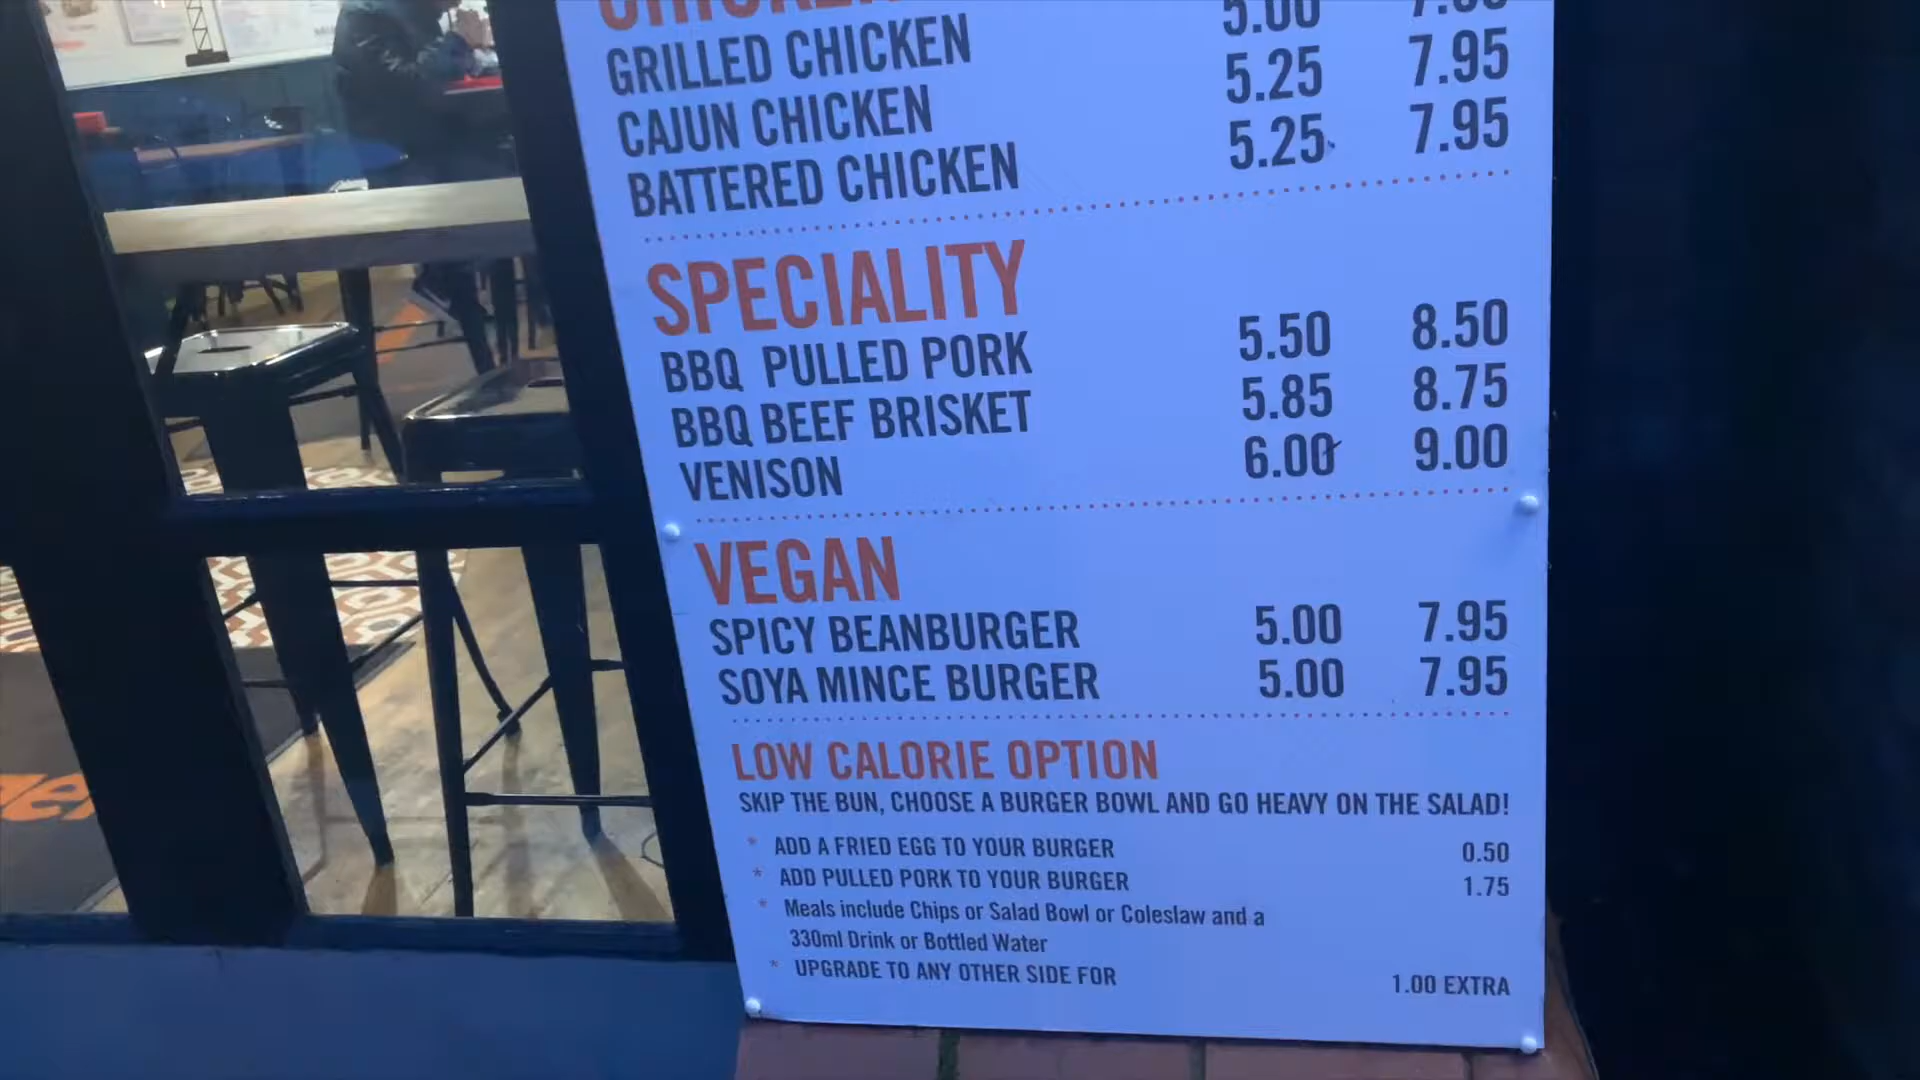 CHICKEN
GRILLED CHICKEN 5.00
CAJUN CHICKEN 5.25 7.95
BATTERED CHICKEN 5.25 7.95
SPECIALITY
BBQ PULLED PORK 5.50 8.50
BBQ BEEF BRISKET 5.85 8.75
VENISON 6.00 9.00
VEGAN
SPICY BEANBURGER 5.00 7.95
SOYA MINCE BURGER 5.00 7.95
LOW CALORIE OPTION
SKIP THE BUN, CHOOSE A BURGER BOWL AND GO HEAVY ON THE SALAD!
* ADD A FRIED EGG TO YOUR BURGER 0.50
* ADD PULLED PORK TO YOUR BURGER 1.75
* Meals include Chips or Salad Bowl or Coleslaw and a
330ml Drink or Bottled Water
* UPGRADE TO ANY OTHER SIDE FOR 1.00 EXTRA